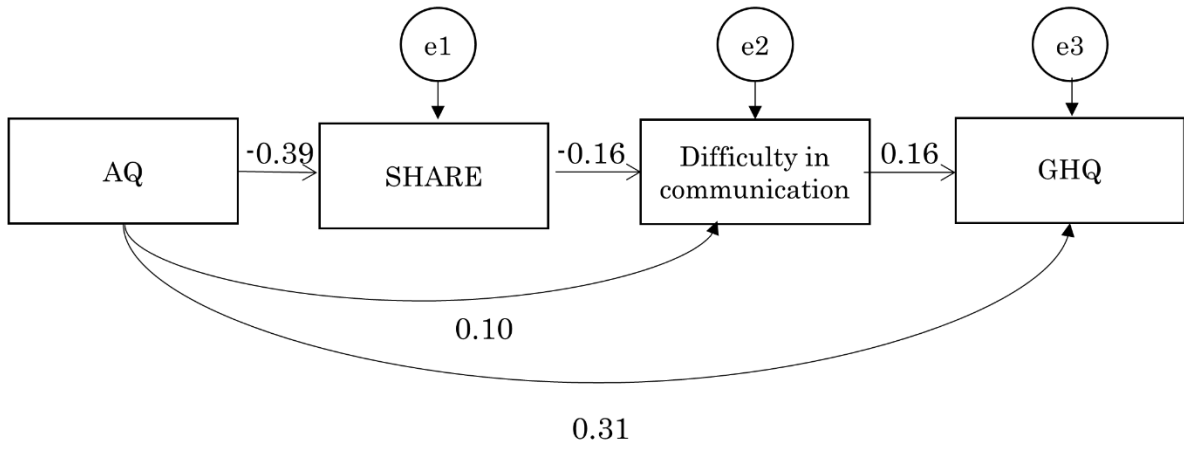 e1
e2
e3
AQ
-0.39
SHARE
-0.16
Difficulty in
communication
0.16
GHQ
0.10
0.31